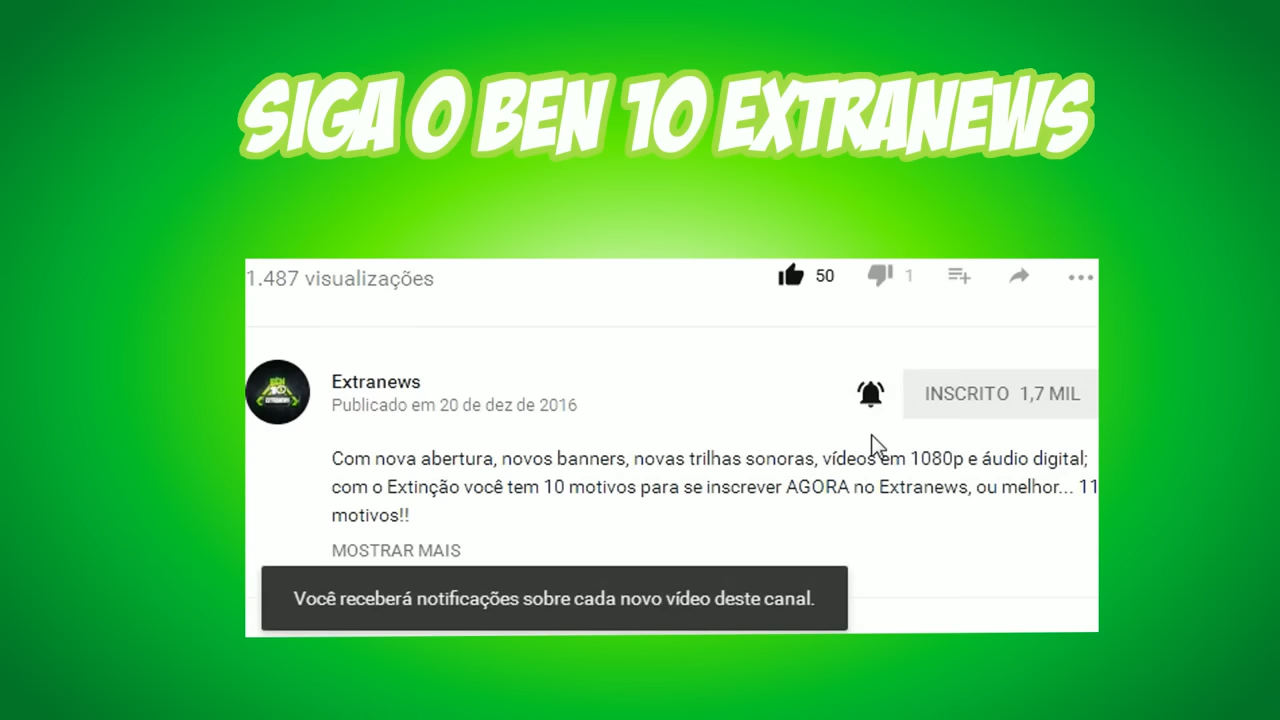 SIGA O BEN 10 EXTRANEWS
1.487 visualizações 50 1
Extranews
Publicado em 20 de dez de 2016
INSCRITO 1,7 MIL
Com nova abertura, novos banners, novas trilhas sonoras, vídeos em 1080p e áudio digital;
com o Extinção você tem 10 motivos para se inscrever AGORA no Extranews, ou melhor... 11
motivos!!
MOSTRAR MAIS
Você receberá notificações sobre cada novo vídeo deste canal.